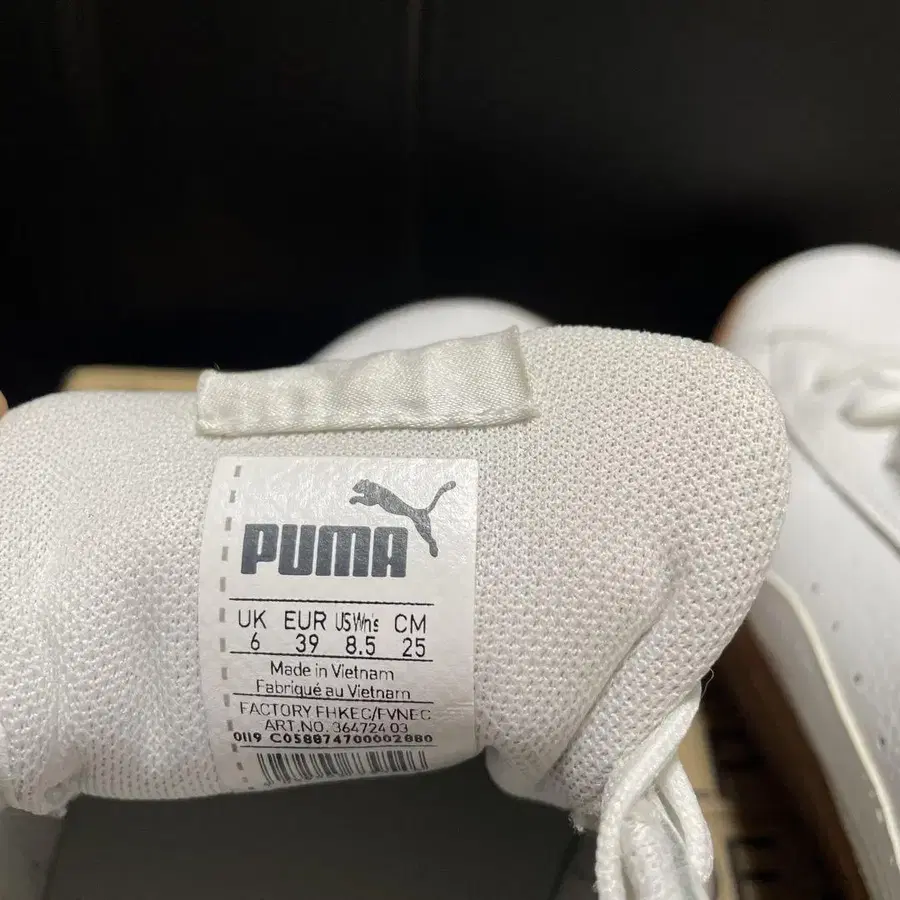 PUMA
UK EUR US Wns CM
6 39 8.5 25
Made in Vietnam
Fabriqué au Vietnam
FACTORY FHKEC/FVNEC
ART.NO. 364724 03
0119 C058874700002880